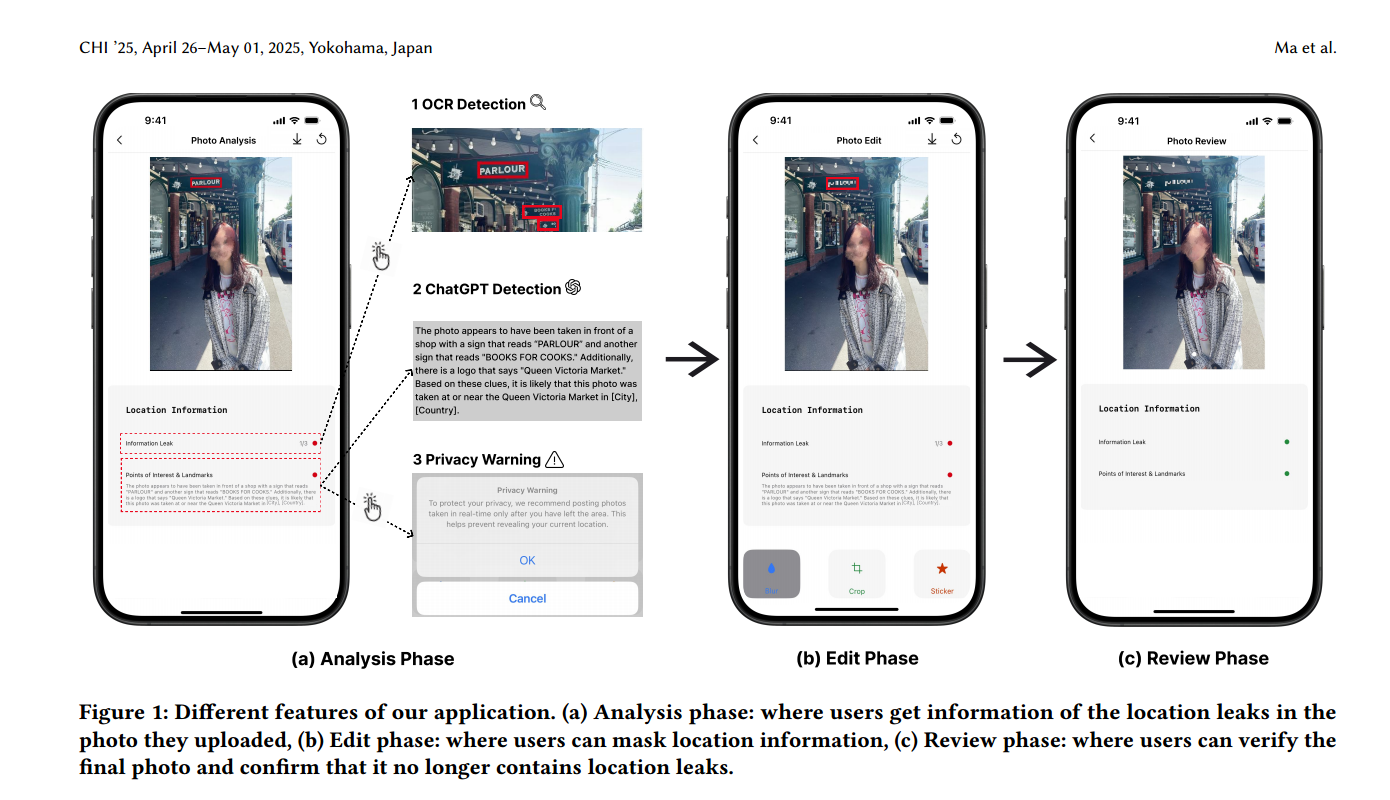 CHI ’25, April 26–May 01, 2025, Yokohama, Japan
Ma et al.
9:41
Photo Analysis
PARLOUR
Location Information
Information Leak 1/3
Points of Interest & Landmarks
The photo appears to have been taken in front of a shop with a sign that reads
"PARLOUR" and another sign that reads "BOOKS FOR COOKS." Additionally, there
is a logo that says "Queen Victoria Market." Based on these clues, it is likely that
this photo was taken at or near the Queen Victoria Market in [City], [Country].
1 OCR Detection
PARLOUR
BOOKS F
COOKS
2 ChatGPT Detection
The photo appears to have been taken in front of a
shop with a sign that reads “PARLOUR” and another
sign that reads "BOOKS FOR COOKS." Additionally,
there is a logo that says "Queen Victoria Market."
Based on these clues, it is likely that this photo was
taken at or near the Queen Victoria Market in [City],
[Country].
3 Privacy Warning
Privacy Warning
To protect your privacy, we recommend posting photos
taken in real-time only after you have left the area. This
helps prevent revealing your current location.
OK
Cancel
(a) Analysis Phase
9:41
Photo Edit
Location Information
Information Leak 1/3
Points of Interest & Landmarks
The photo appears to have been taken in front of a shop with a sign that reads
"PARLOUR" and another sign that reads "BOOKS FOR COOKS." Additionally, there
is a logo that says "Queen Victoria Market." Based on these clues, it is likely that
this photo was taken at or near the Queen Victoria Market in [City], [Country].
Blur
Crop
Sticker
(b) Edit Phase
9:41
Photo Review
Location Information
Information Leak
Points of Interest & Landmarks
(c) Review Phase
Figure 1: Different features of our application. (a) Analysis phase: where users get information of the location leaks in the
photo they uploaded, (b) Edit phase: where users can mask location information, (c) Review phase: where users can verify the
final photo and confirm that it no longer contains location leaks.